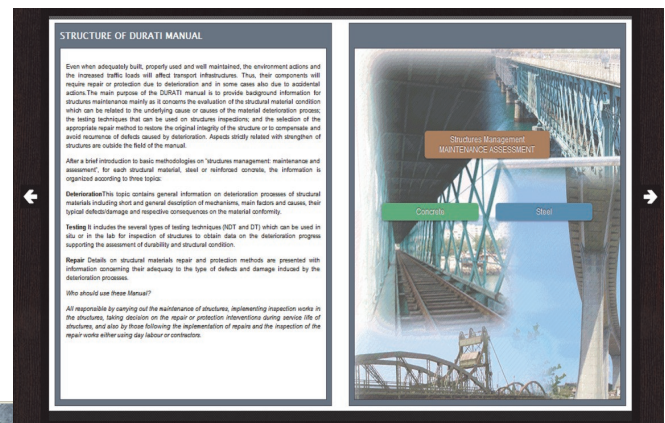 STRUCTURE OF DURATI MANUAL
Even when adequately built, properly used and well maintained, the environment actions and
the increased traffic loads will affect transport infrastructures. Thus, their components will
require repair or protection due to deterioration and in some cases also due to accidental
actions.The main purpose of the DURATI manual is to provide background information for
structures maintenance mainly as it concerns the evaluation of the structural material condition
which can be related to the underlying cause or causes of the material deterioration process;
the testing techniques that can be used on structures inspections; and the selection of the
appropriate repair method to restore the original integrity of the structure or to compensate and
avoid recurrence of defects caused by deterioration. Aspects strictly related with strengthen of
structures are outside the field of the manual.
After a brief introduction to basic methodologies on "structures management: maintenance and
assessment", for each structural material, steel or reinforced concrete, the information is
organized according to three topics:
DeteriorationThis topic contains general information on deterioration processes of structural
materials including short and general description of mechanisms, main factors and causes, their
typical defects/damage and respective consequences on the material conformity.
Testing It includes the several types of testing techniques (NDT and DT) which can be used in
situ or in the lab for inspection of structures to obtain data on the deterioration progress
supporting the assessment of durability and structural condition.
Repair Details on structural materials repair and protection methods are presented with
information concerning their adequacy to the type of defects and damage induced by the
deterioration processes.
Who should use these Manual?
All responsible by carrying out the maintenance of structures, implementing inspection works in
the structures, taking decision on the repair or protection interventions during service life of
structures, and also by those following the implementation of repairs and the inspection of the
repair works either using day labour or contractors.
Structures Management
MAINTENANCE ASSESSMENT
Concrete
Steel